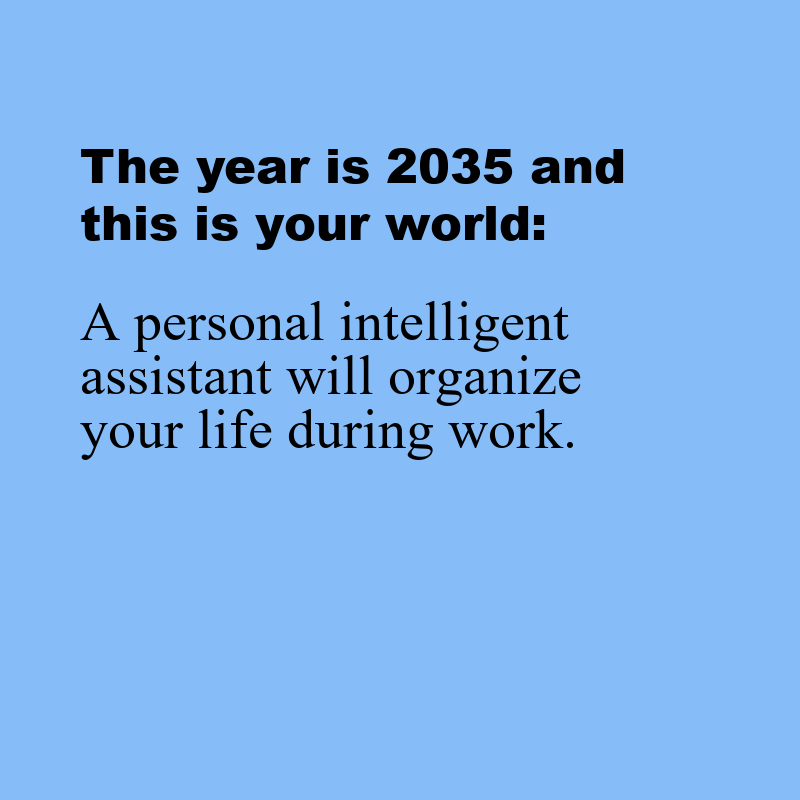 The year is 2035 and
this is your world:
A personal intelligent
assistant will organize
your life during work.